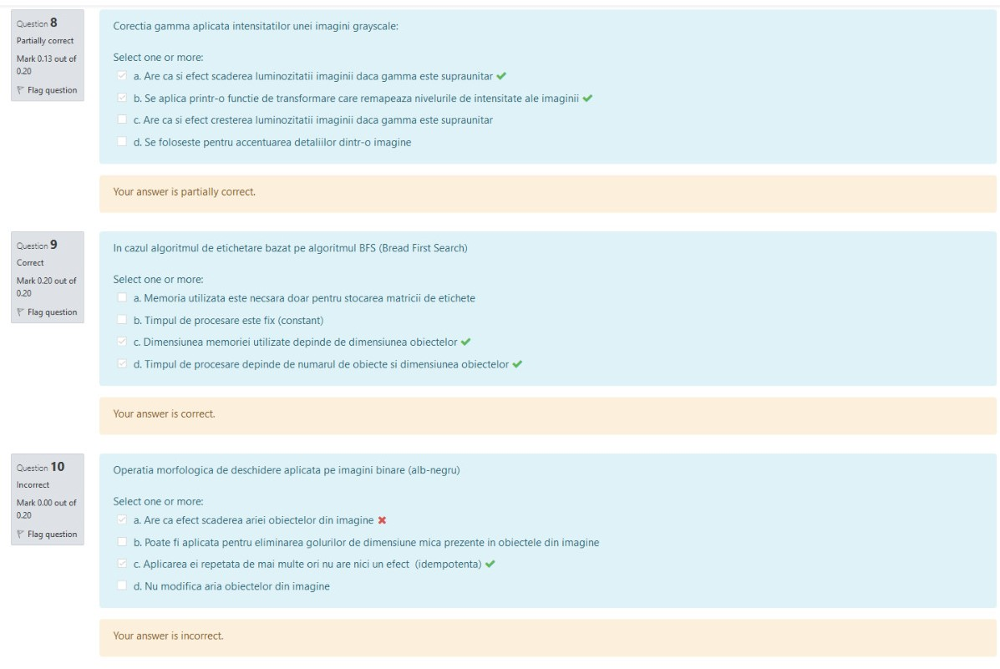 Question 8
Partially correct
Mark 0.13 out of
0.20
Flag question
Corectia gamma aplicata intensitatilor unei imagini grayscale:
Select one or more:
a. Are ca si efect scaderea luminozitatii imaginii daca gamma este supraunitar
b. Se aplica printr-o functie de transformare care remapeaza nivelurile de intensitate ale imaginii
c. Are ca si efect cresterea luminozitatii imaginii daca gamma este supraunitar
d. Se foloseste pentru accentuarea detaliilor dintr-o imagine
Your answer is partially correct.
Question 9
Correct
Mark 0.20 out of
0.20
Flag question
In cazul algoritmul de etichetare bazat pe algoritmul BFS (Bread First Search)
Select one or more:
a. Memoria utilizata este necsara doar pentru stocarea matricii de etichete
b. Timpul de procesare este fix (constant)
c. Dimensiunea memoriei utilizate depinde de dimensiunea obiectelor
d. Timpul de procesare depinde de numarul de obiecte si dimensiunea obiectelor
Your answer is correct.
Question 10
Incorrect
Mark 0.00 out of
0.20
Flag question
Operatia morfologica de deschidere aplicata pe imagini binare (alb-negru)
Select one or more:
a. Are ca efect scaderea ariei obiectelor din imagine
b. Poate fi aplicata pentru eliminarea golurilor de dimensiune mica prezente in obiectele din imagine
c. Aplicarea ei repetata de mai multe ori nu are nici un efect (idempotenta)
d. Nu modifica aria obiectelor din imagine
Your answer is incorrect.